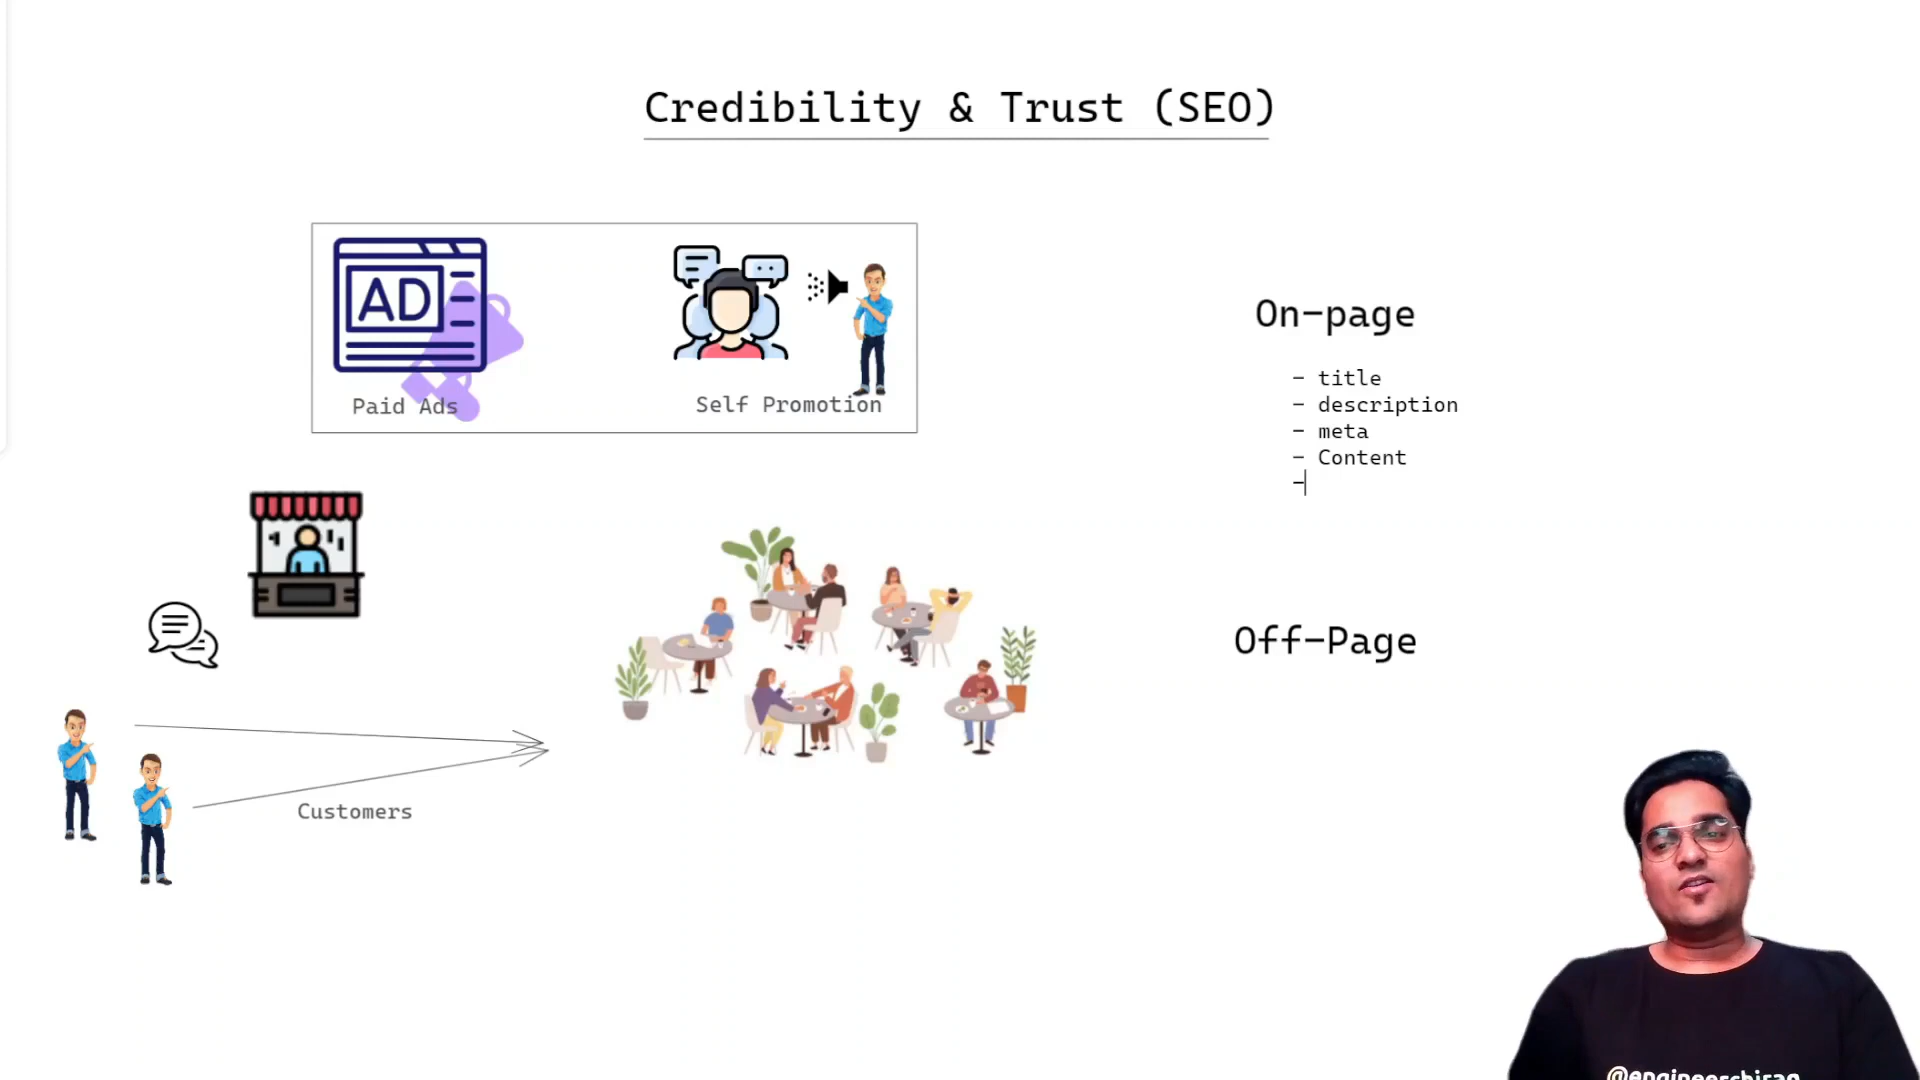 Credibility & Trust (SEO)
AD
Paid Ads
Self Promotion
On-page
- title
- description
- meta
- Content
-
Off-Page
Customers